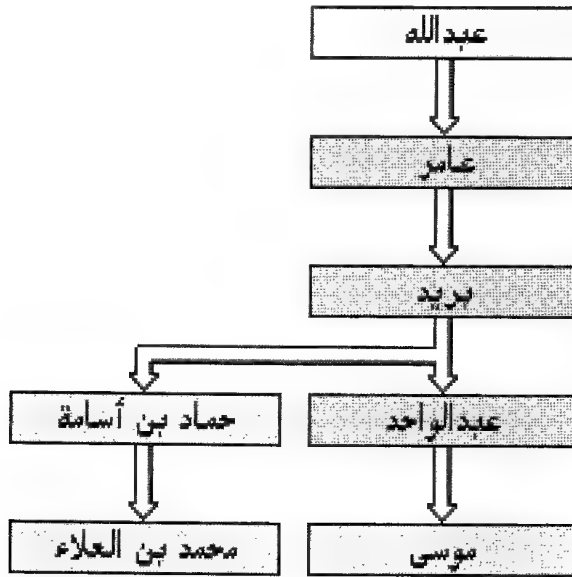 عبدالله
عامر
بريد
عبدالواحد
حماد بن أسامة
موسى
محمد بن العلاء